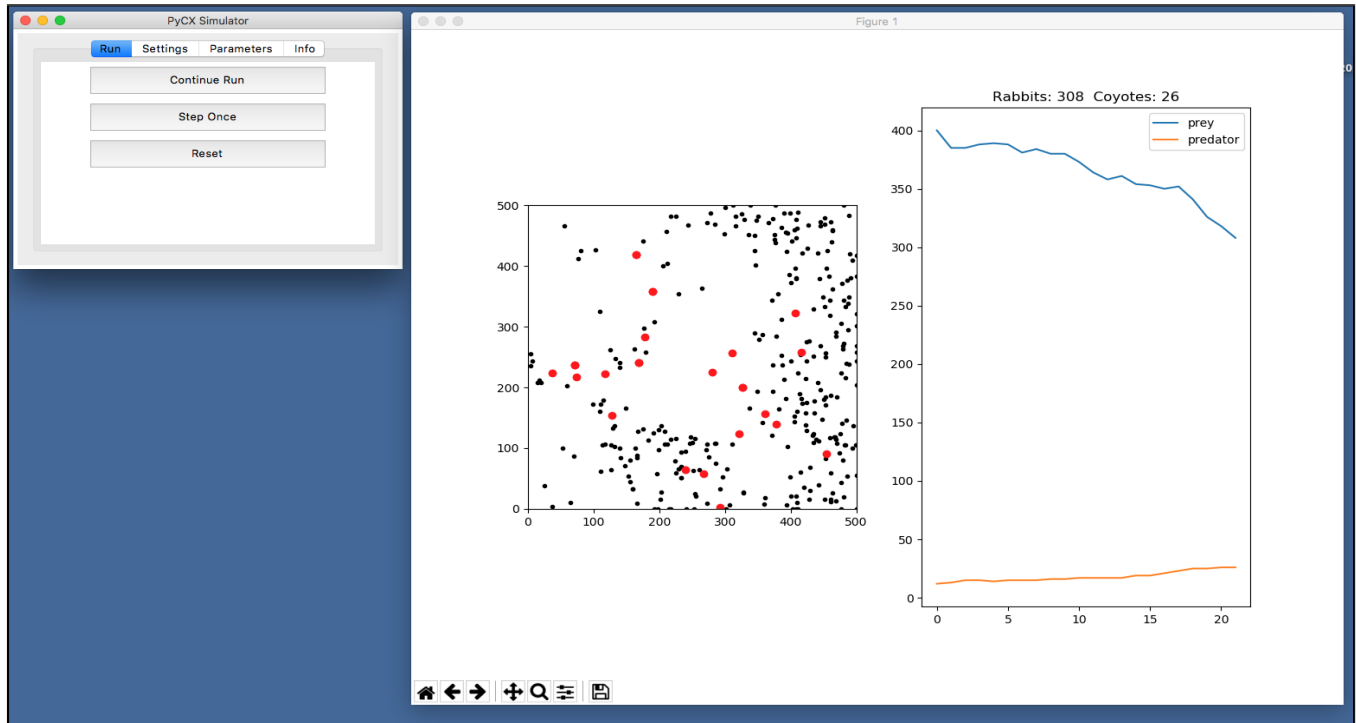 PyCX Simulator
Run Settings Parameters Info
Continue Run
Step Once
Reset
Figure 1
20
Rabbits: 308 Coyotes: 26
prey
predator
400
350
300
250
200
150
100
50
0
0 5 10 15 20
500
400
300
200
100
0
0 100 200 300 400 500